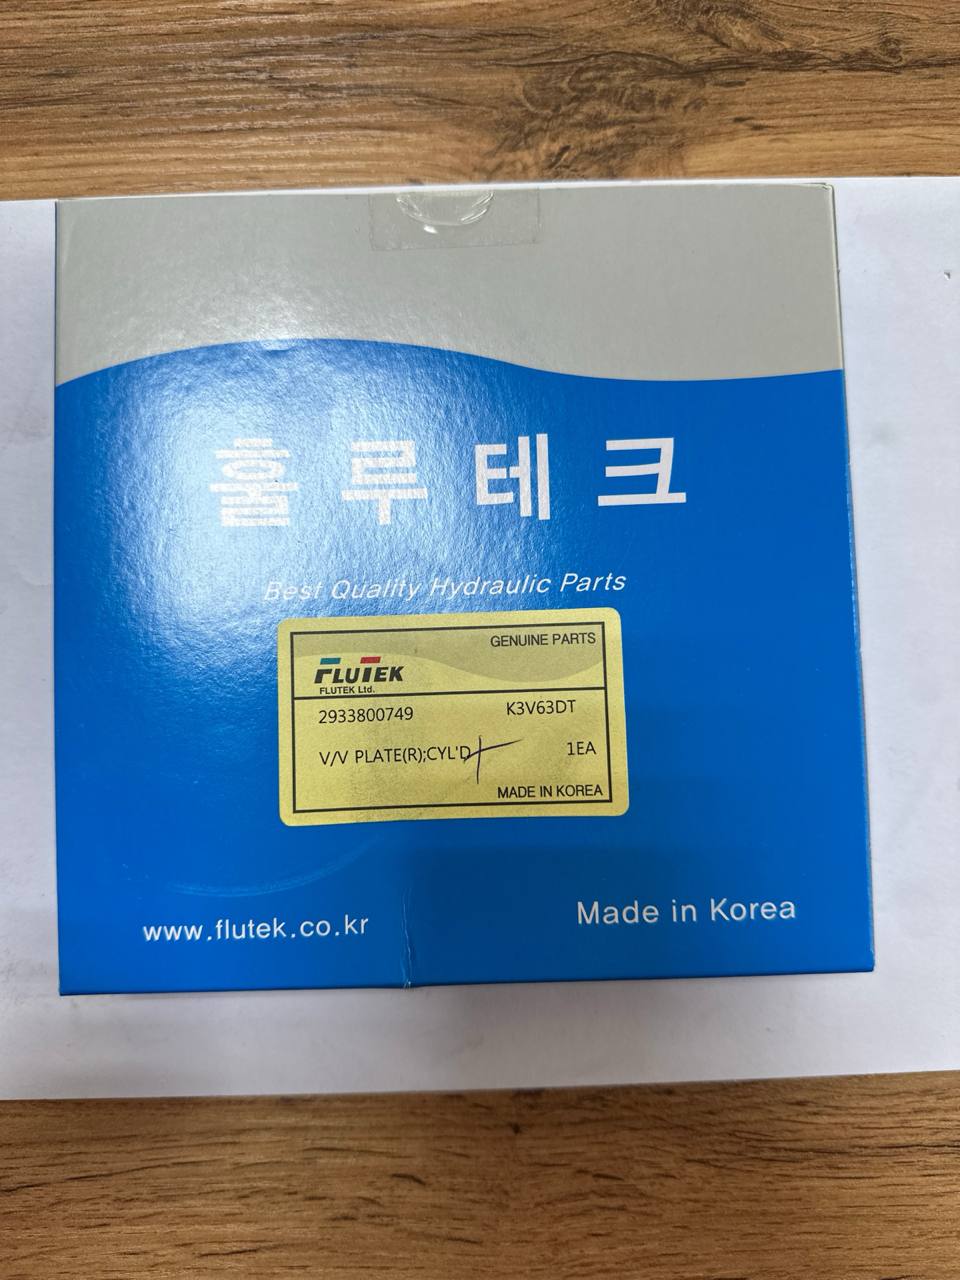 훌루테크
Best Quality Hydraulic Parts
GENUINE PARTS
FLUTEK
FLUTEK Ltd.
2933800749 K3V63DT
V/V PLATE(R);CYL'D 1EA
MADE IN KOREA
www.flutek.co.kr Made in Korea